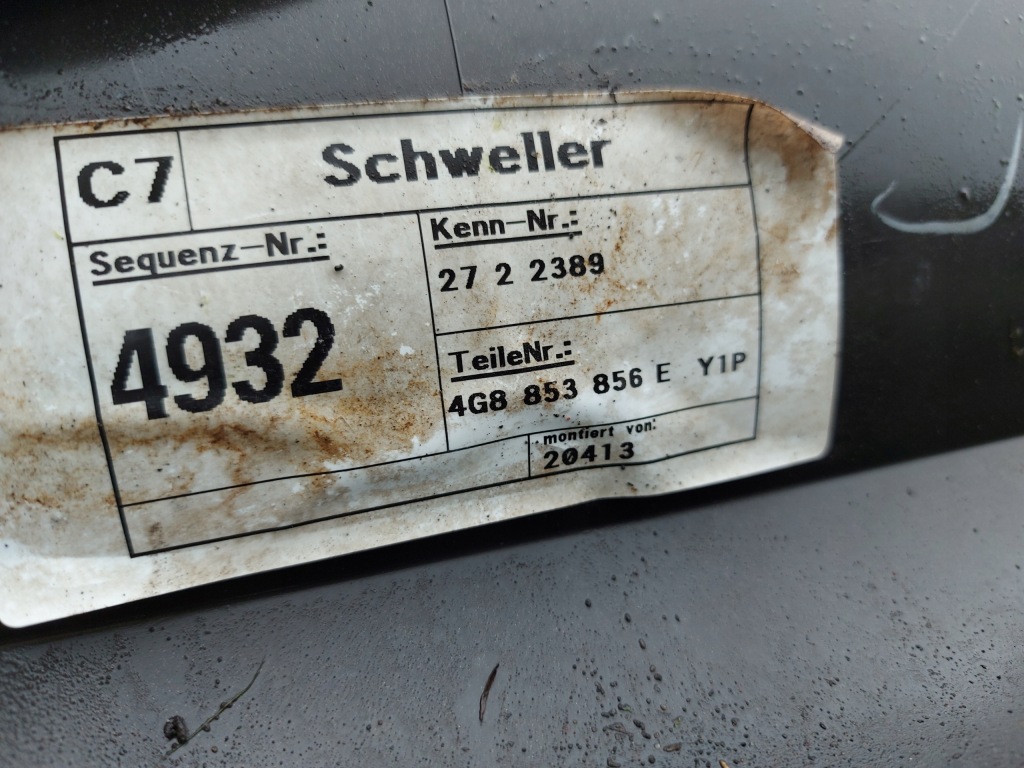 C7 Schweller
Sequenz-Nr.:
4932
Kenn-Nr.:
27 2 2389
TeileNr.:
4G8 853 856 E Y1P
montiert von:
20413